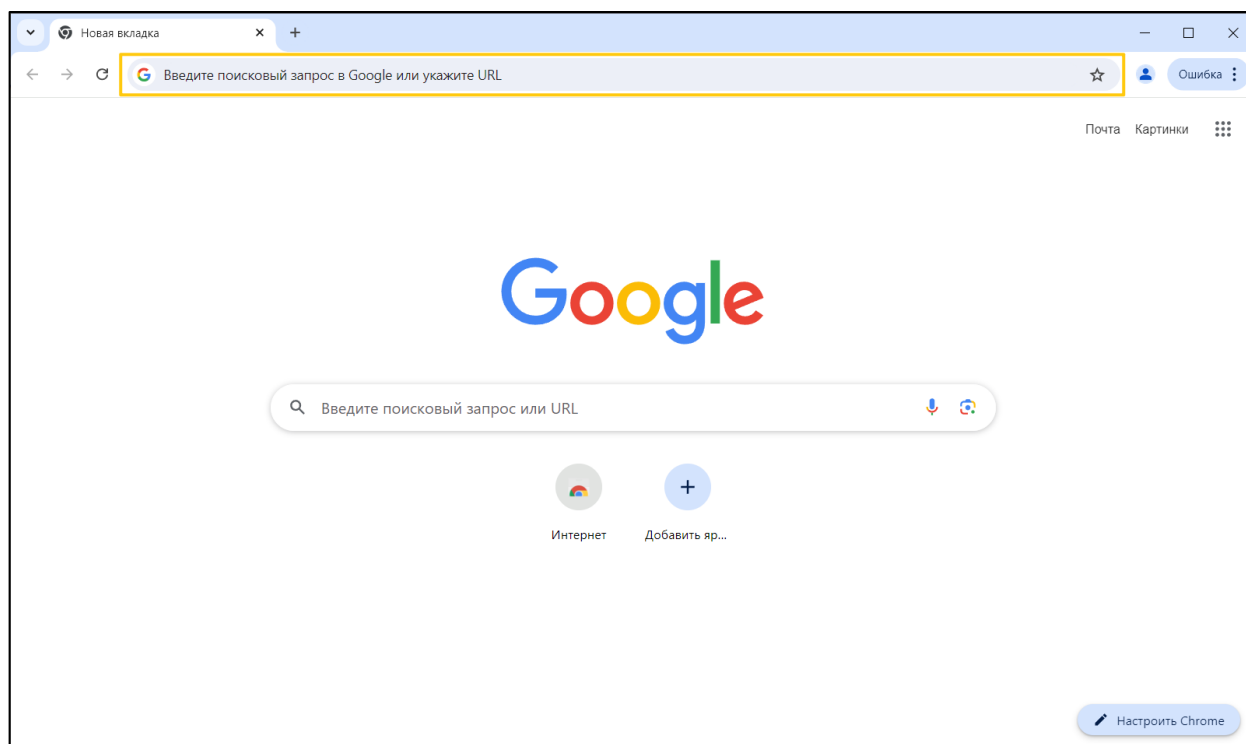 Новая вкладка
Введите поисковый запрос в Google или укажите URL
Ошибка
Почта Картинки
Google
Введите поисковый запрос или URL
Интернет Добавить яр...
Настроить Chrome